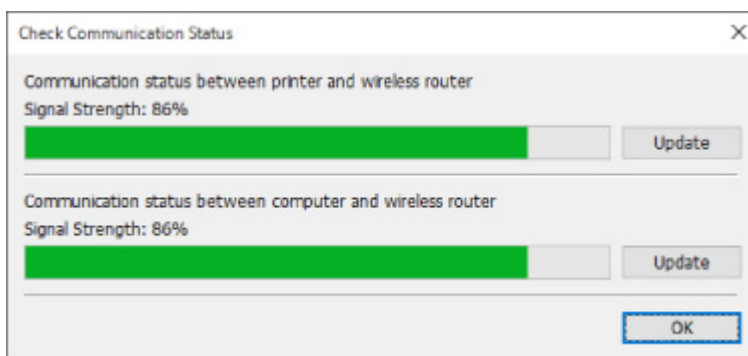 Check Communication Status
Communication status between printer and wireless router
Signal Strength: 86%
Update
Communication status between computer and wireless router
Signal Strength: 86%
Update
OK